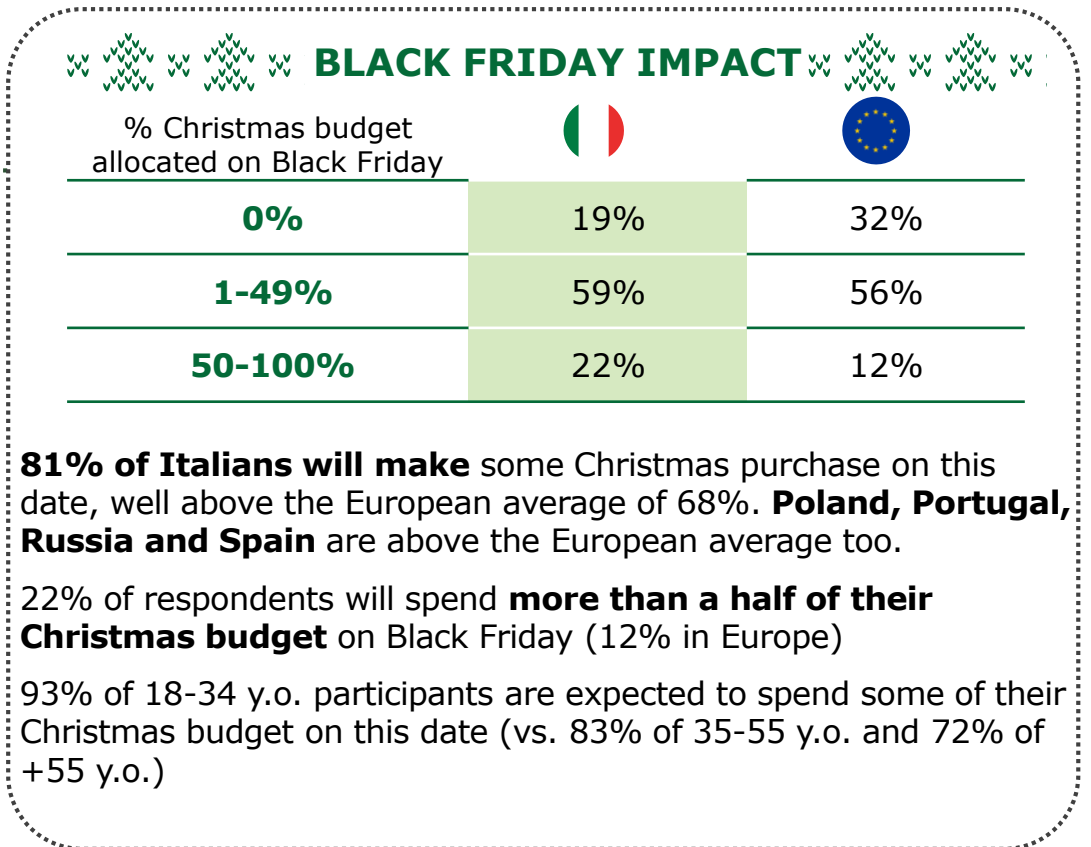 BLACK FRIDAY IMPACT
% Christmas budget
allocated on Black Friday
0% 19% 32%
1-49% 59% 56%
50-100% 22% 12%
81% of Italians will make some Christmas purchase on this
date, well above the European average of 68%. Poland, Portugal,
Russia and Spain are above the European average too.
22% of respondents will spend more than a half of their
Christmas budget on Black Friday (12% in Europe)
93% of 18-34 y.o. participants are expected to spend some of their
Christmas budget on this date (vs. 83% of 35-55 y.o. and 72% of
+55 y.o.)